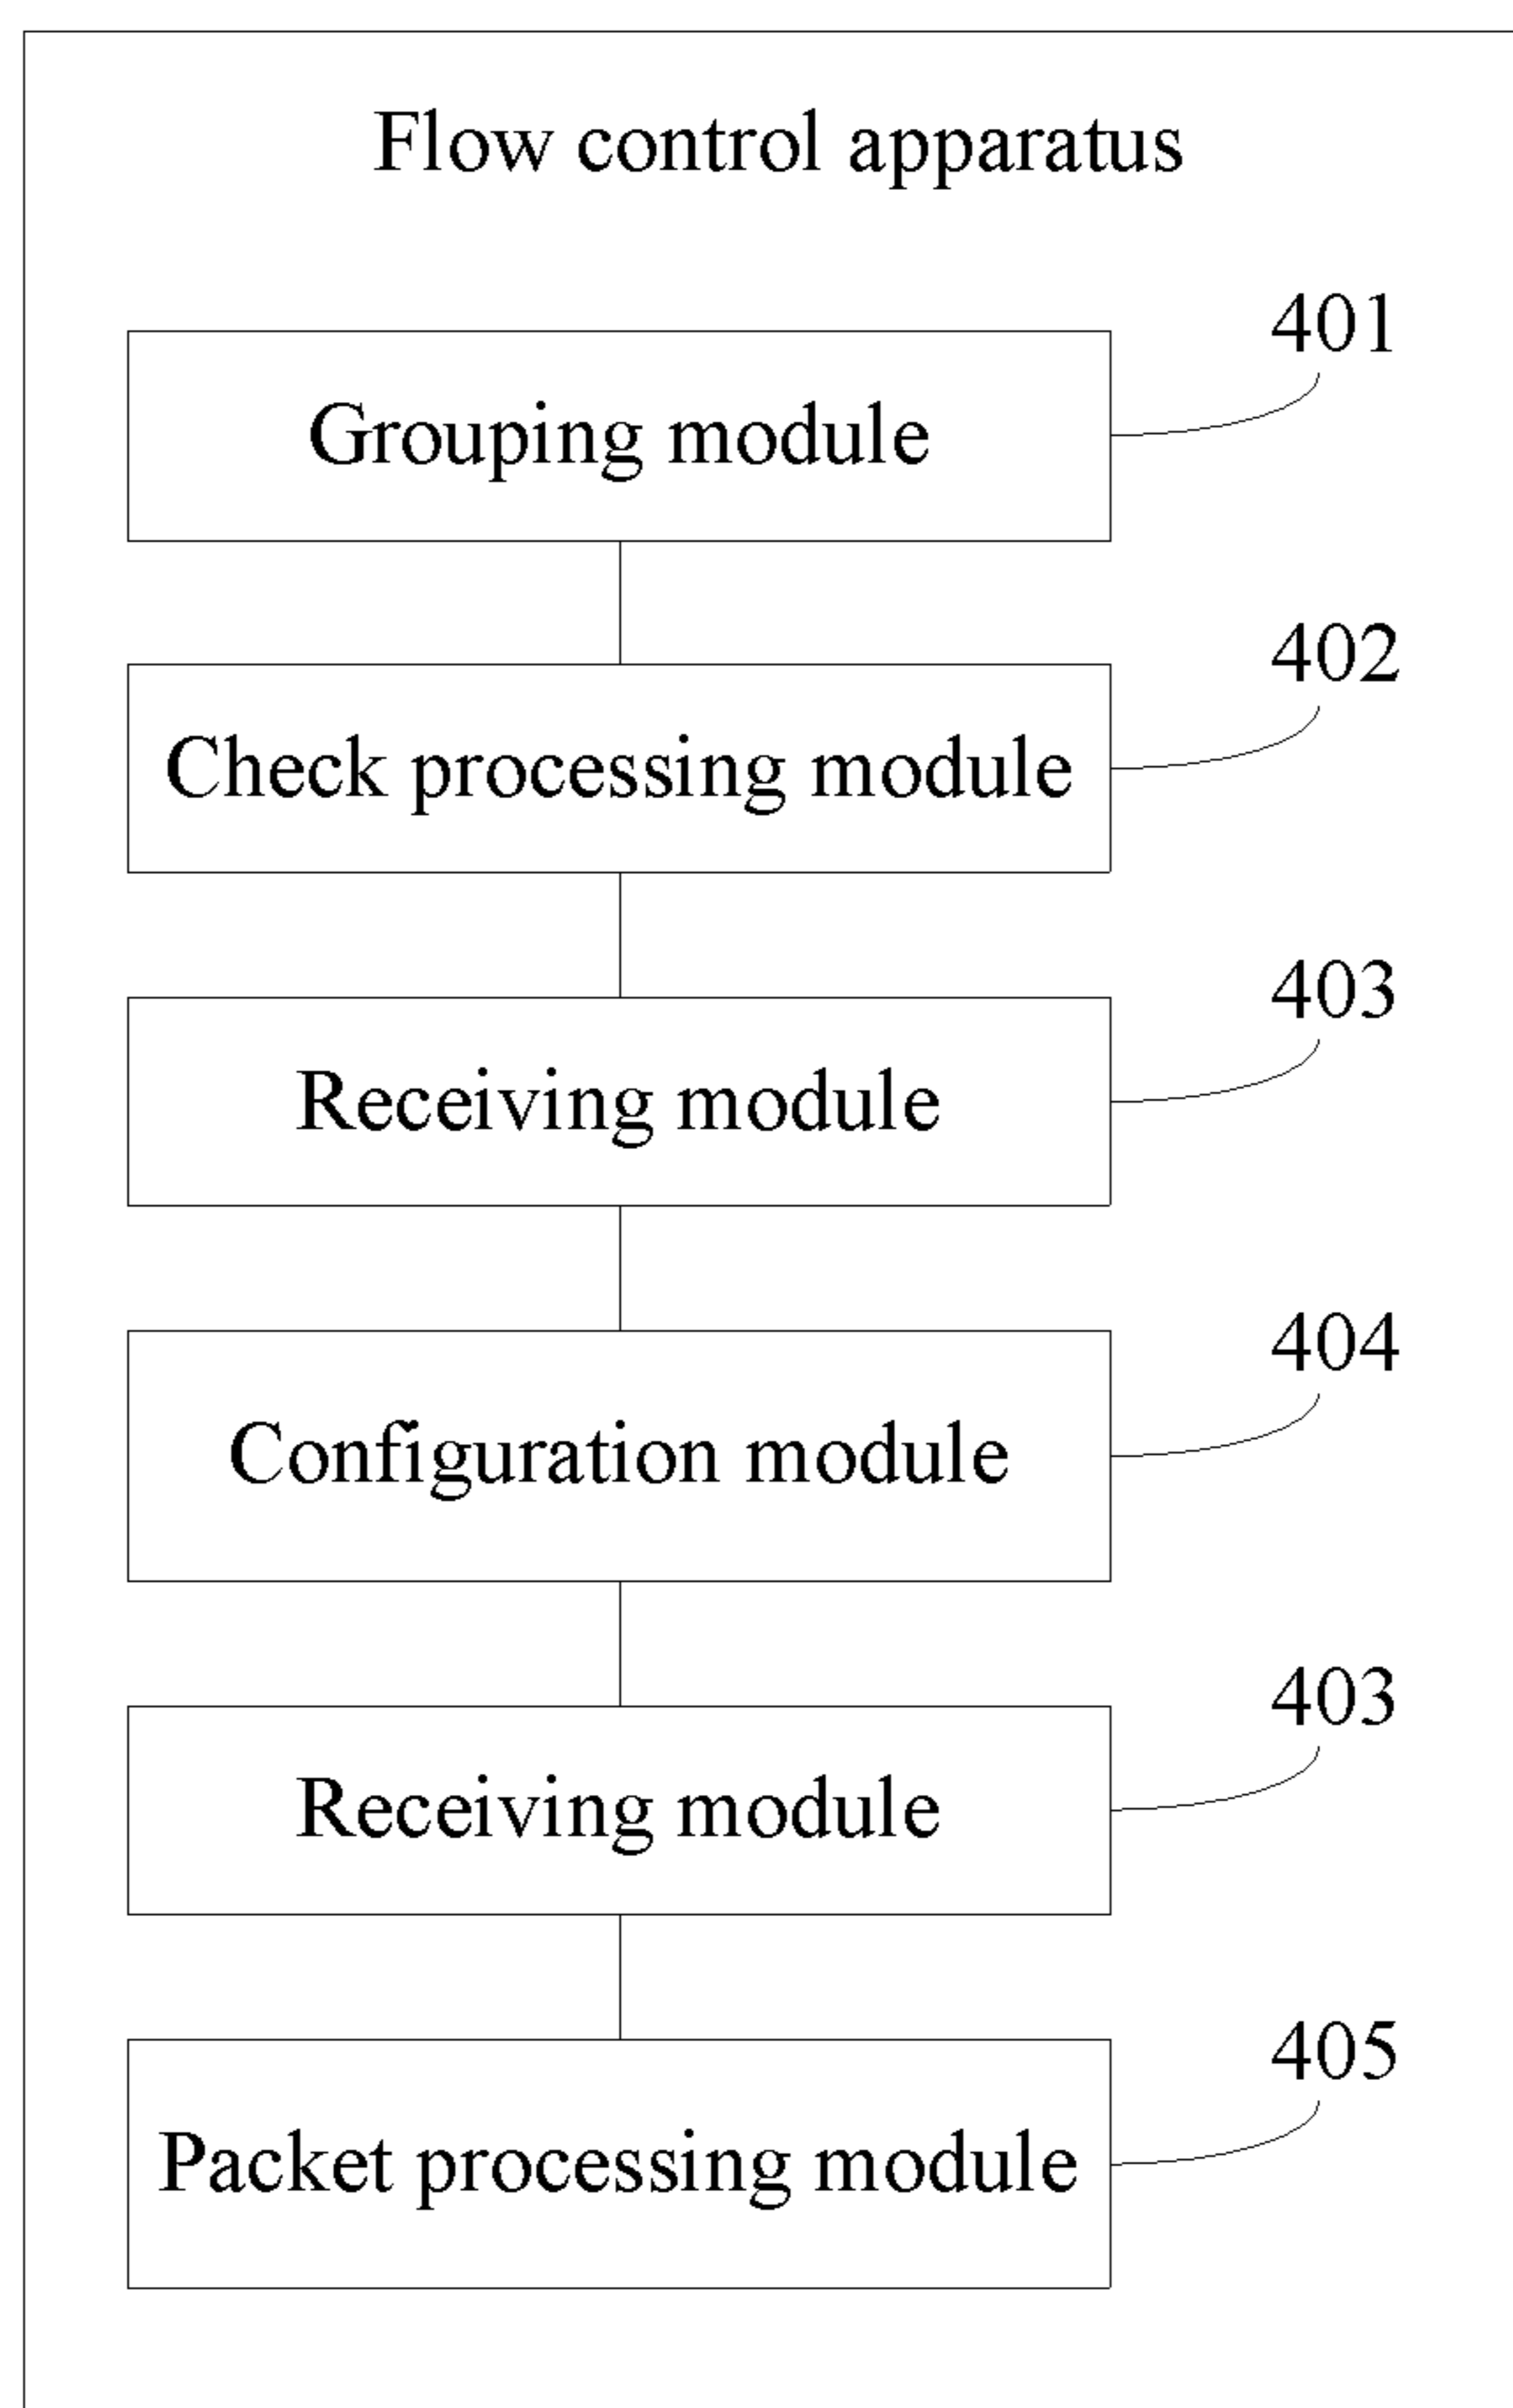 Flow control apparatus
401
Grouping module
402
Check processing module
403
Receiving module
404
Configuration module
403
Receiving module
405
Packet processing module